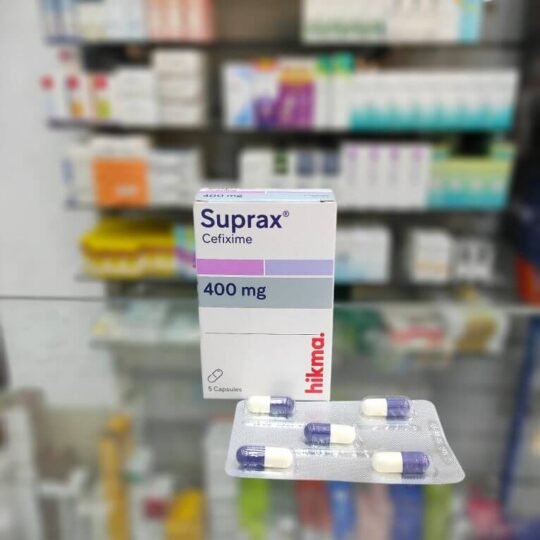 Suprax®
Cefixime
400 mg
5 Capsules
hikma.